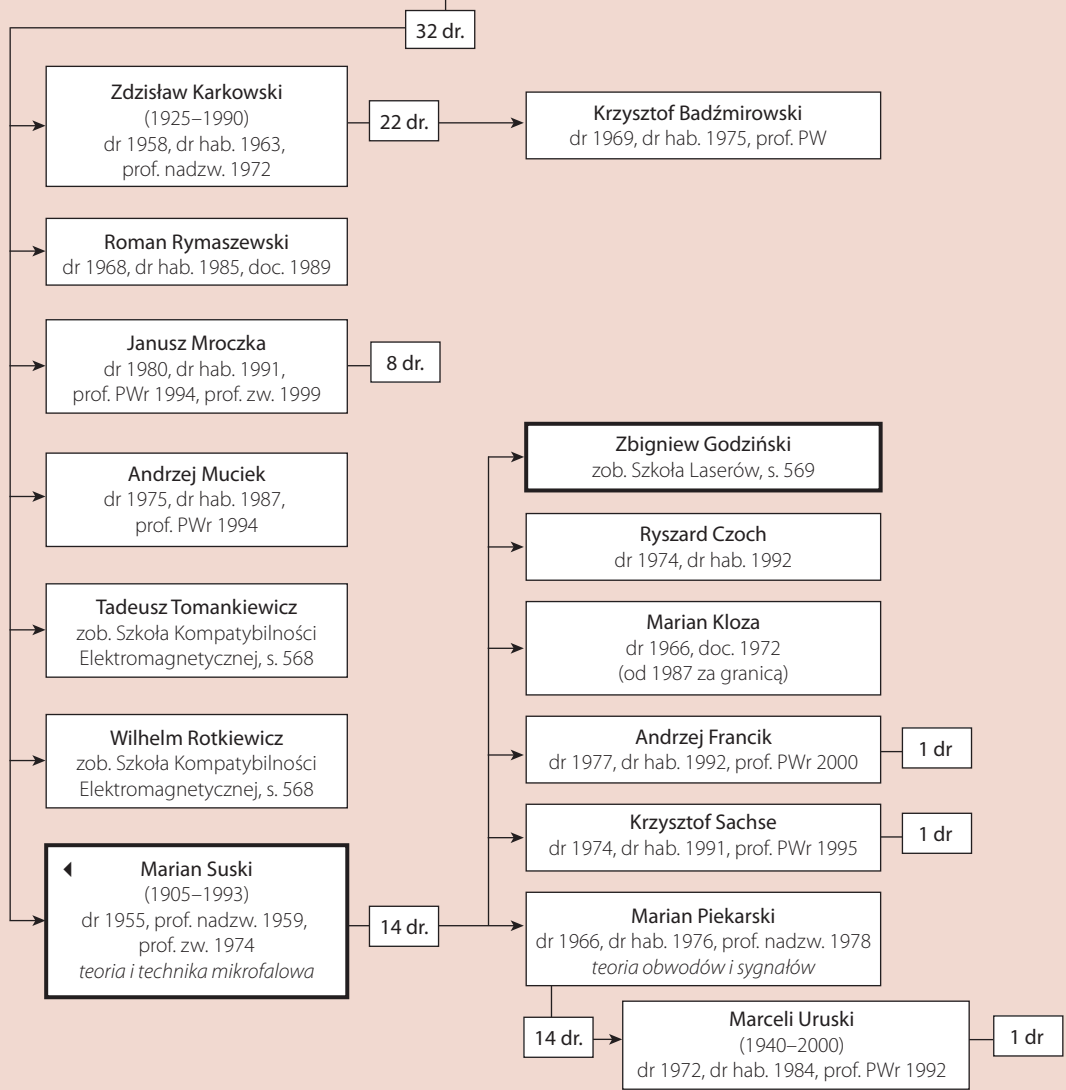 32 dr.
Zdzisław Karkowski
(1925–1990)
dr 1958, dr hab. 1963,
prof. nadzw. 1972
22 dr.
Krzysztof Badźmirowski
dr 1969, dr hab. 1975, prof. PW
Roman Rymaszewski
dr 1968, dr hab. 1985, doc. 1989
Janusz Mroczka
dr 1980, dr hab. 1991,
prof. PWr 1994, prof. zw. 1999
8 dr.
Andrzej Muciek
dr 1975, dr hab. 1987,
prof. PWr 1994
Tadeusz Tomankiewicz
zob. Szkoła Kompatybilności
Elektromagnetycznej, s. 568
Wilhelm Rotkiewicz
zob. Szkoła Kompatybilności
Elektromagnetycznej, s. 568
Marian Suski
(1905–1993)
dr 1955, prof. nadzw. 1959,
prof. zw. 1974
teoria i technika mikrofalowa
14 dr.
Zbigniew Godziński
zob. Szkoła Laserów, s. 569
Ryszard Czoch
dr 1974, dr hab. 1992
Marian Kloza
dr 1966, doc. 1972
(od 1987 za granicą)
Andrzej Francik
dr 1977, dr hab. 1992, prof. PWr 2000
1 dr
Krzysztof Sachse
dr 1974, dr hab. 1991, prof. PWr 1995
1 dr
Marian Piekarski
dr 1966, dr hab. 1976, prof. nadzw. 1978
teoria obwodów i sygnałów
14 dr.
Marceli Uruski
(1940–2000)
dr 1972, dr hab. 1984, prof. PWr 1992
1 dr